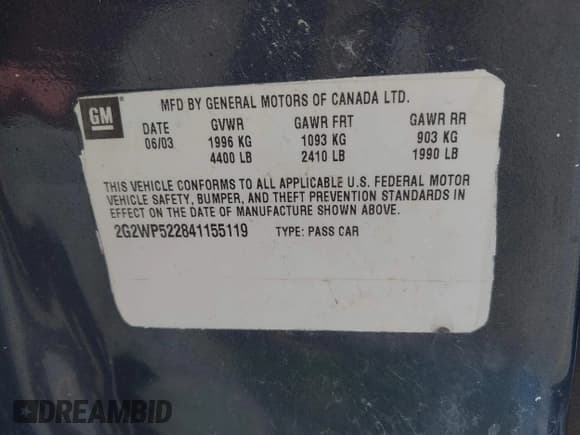 MFD BY GENERAL MOTORS OF CANADA LTD.
GM
DATE GVWR GAWR FRT GAWR RR
06/03 1996 KG 1093 KG 903 KG
4400 LB 2410 LB 1990 LB
THIS VEHICLE CONFORMS TO ALL APPLICABLE U.S. FEDERAL MOTOR
VEHICLE SAFETY, BUMPER, AND THEFT PREVENTION STANDARDS IN
EFFECT ON THE DATE OF MANUFACTURE SHOWN ABOVE.
2G2WP522841155119 TYPE: PASS CAR
DREAMBID